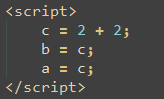 <script>
    c = 2 + 2;
    b = c;
    a = c;
</script>